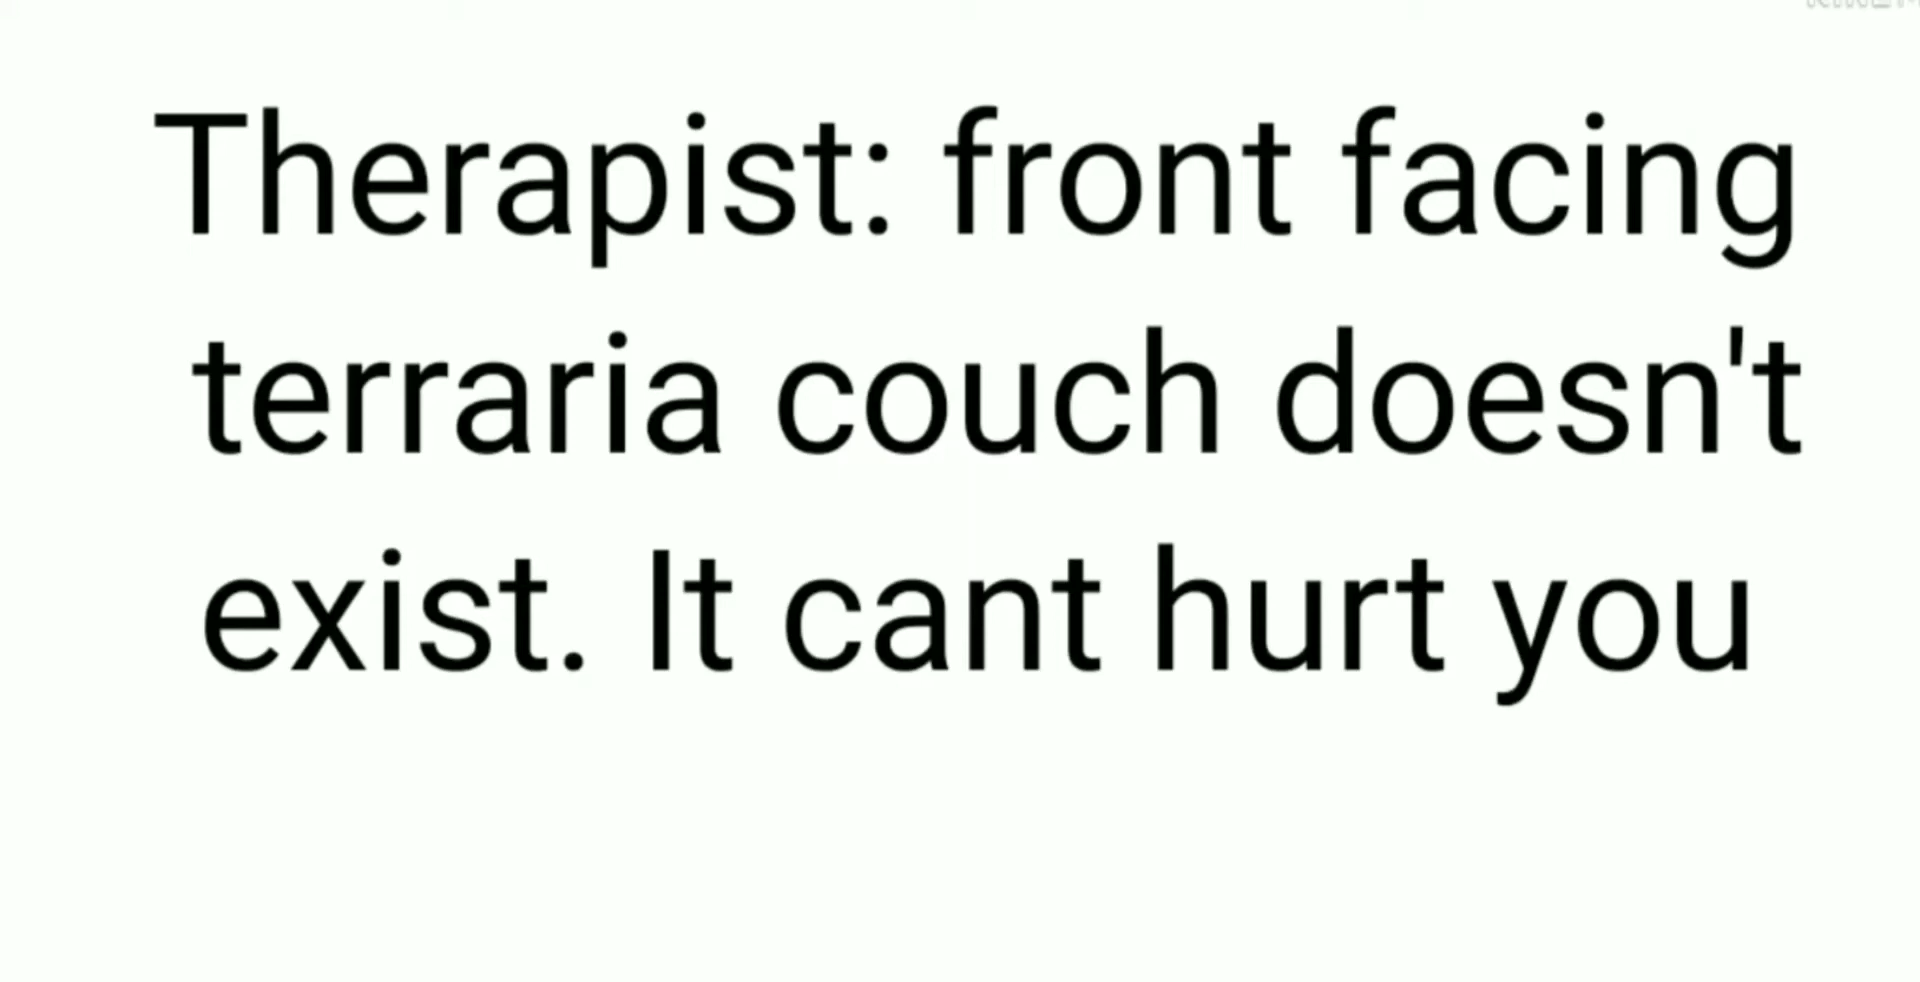 Therapist: front facing
terraria couch doesn't
exist. It cant hurt you